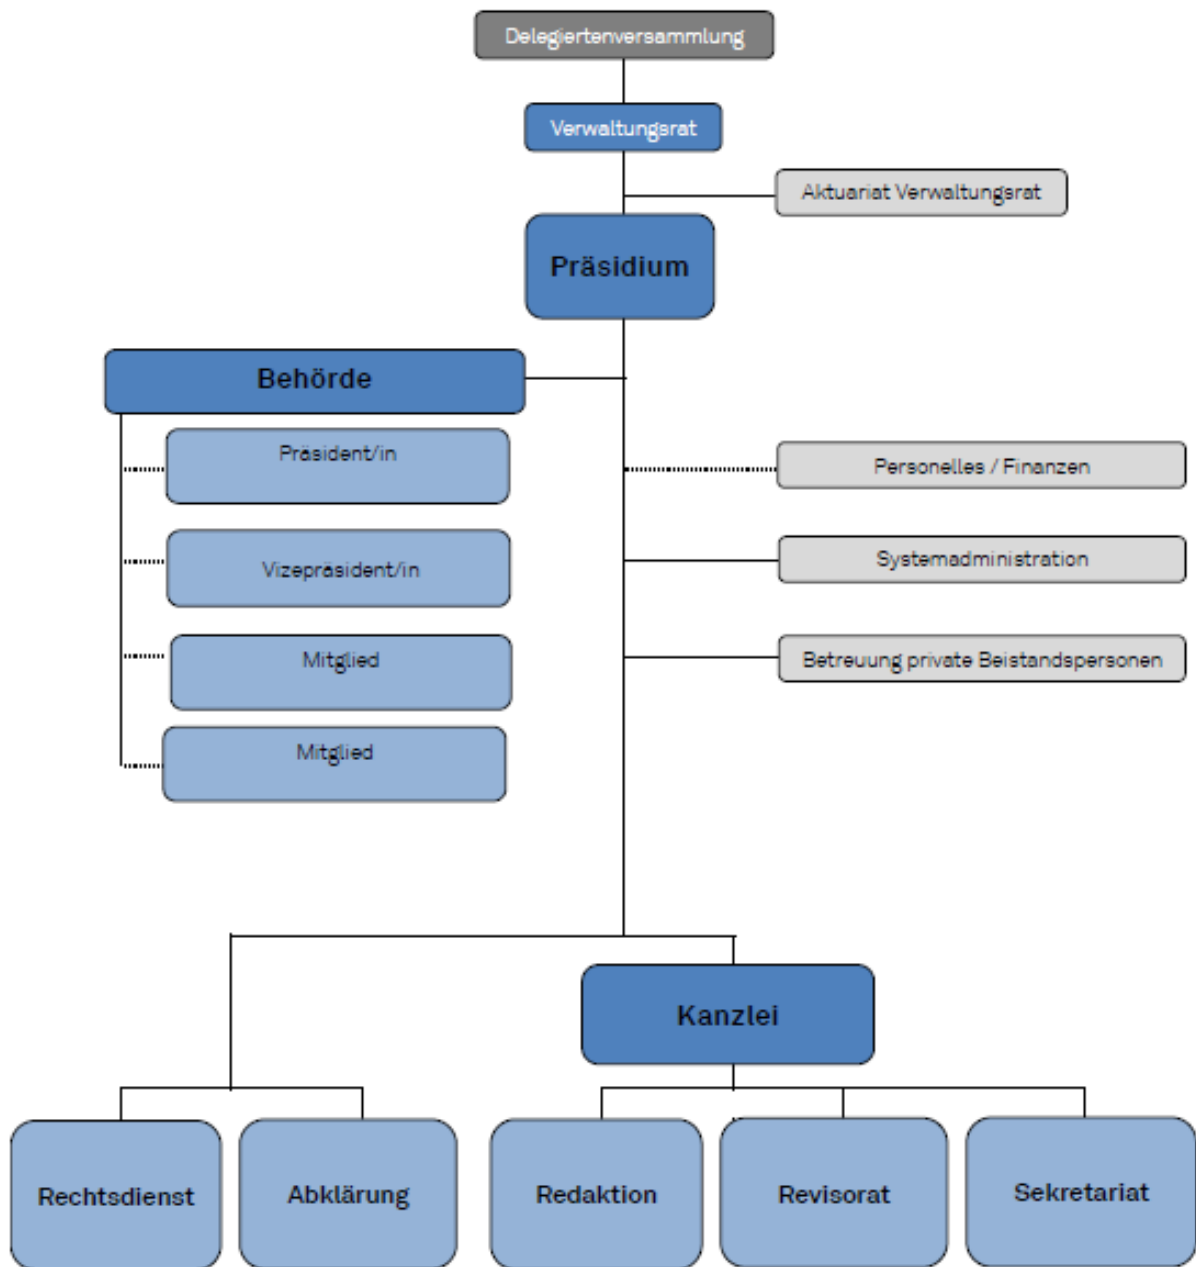 Delegiertenversammlung
Verwaltungsrat
Aktuariat Verwaltungsrat
Präsidium
Behörde
Präsident/in
Vizepräsident/in
Mitglied
Mitglied
Personelles / Finanzen
Systemadministration
Betreuung private Beistandspersonen
Kanzlei
Rechtsdienst
Abklärung
Redaktion
Revisorat
Sekretariat